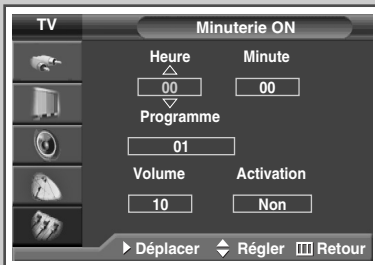 TV
Minuterie ON
Heure Minute
00 00
Programme
01
Volume Activation
10 Non
Déplacer Régler Retour